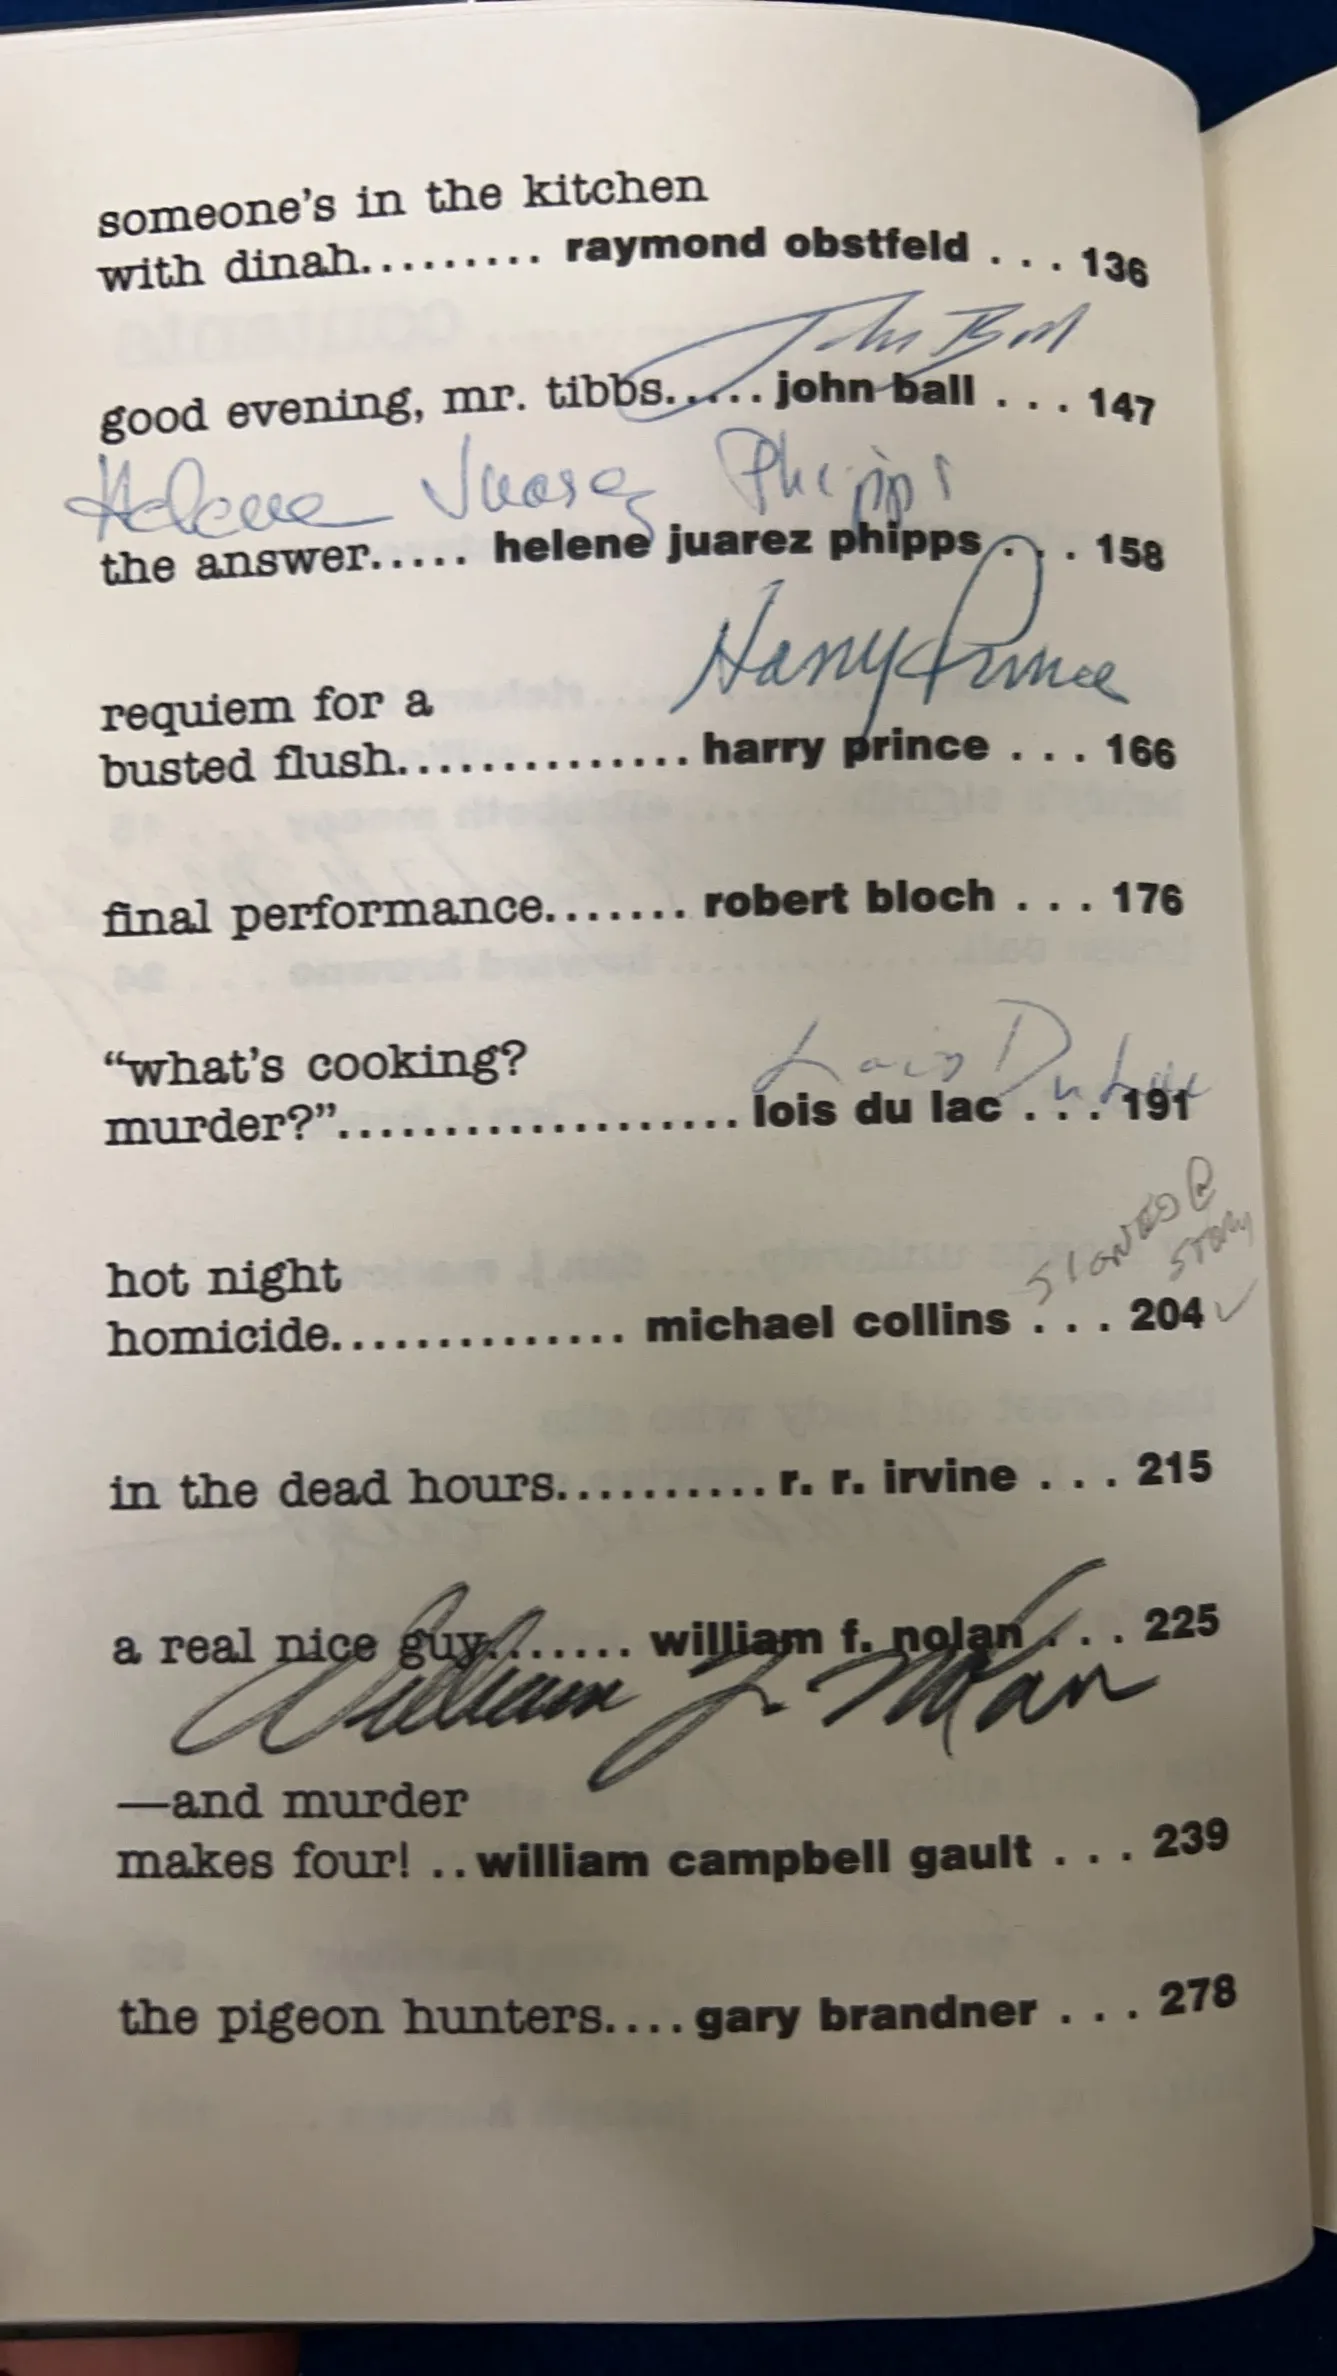 someone's in the kitchen
with dinah......... raymond obstfeld . . . 136
John Ball
good evening, mr. tibbs..... john ball . . . 147
Helene Juarez Phipps
the answer..... helene juarez phipps . . . 158
Harry Prince
requiem for a
busted flush.............. harry prince . . . 166
final performance....... robert bloch . . . 176
"what's cooking?
Lois Du Lac
murder?"................... lois du lac . . . 191
SIGNED @
STORY
hot night
homicide.............. michael collins . . . 204 ✓
in the dead hours.......... r. r. irvine . . . 215
a real nice guy....... william f. nolan . . . 225
William F. Nolan
—and murder
makes four! .. william campbell gault . . . 239
the pigeon hunters.... gary brandner . . . 278